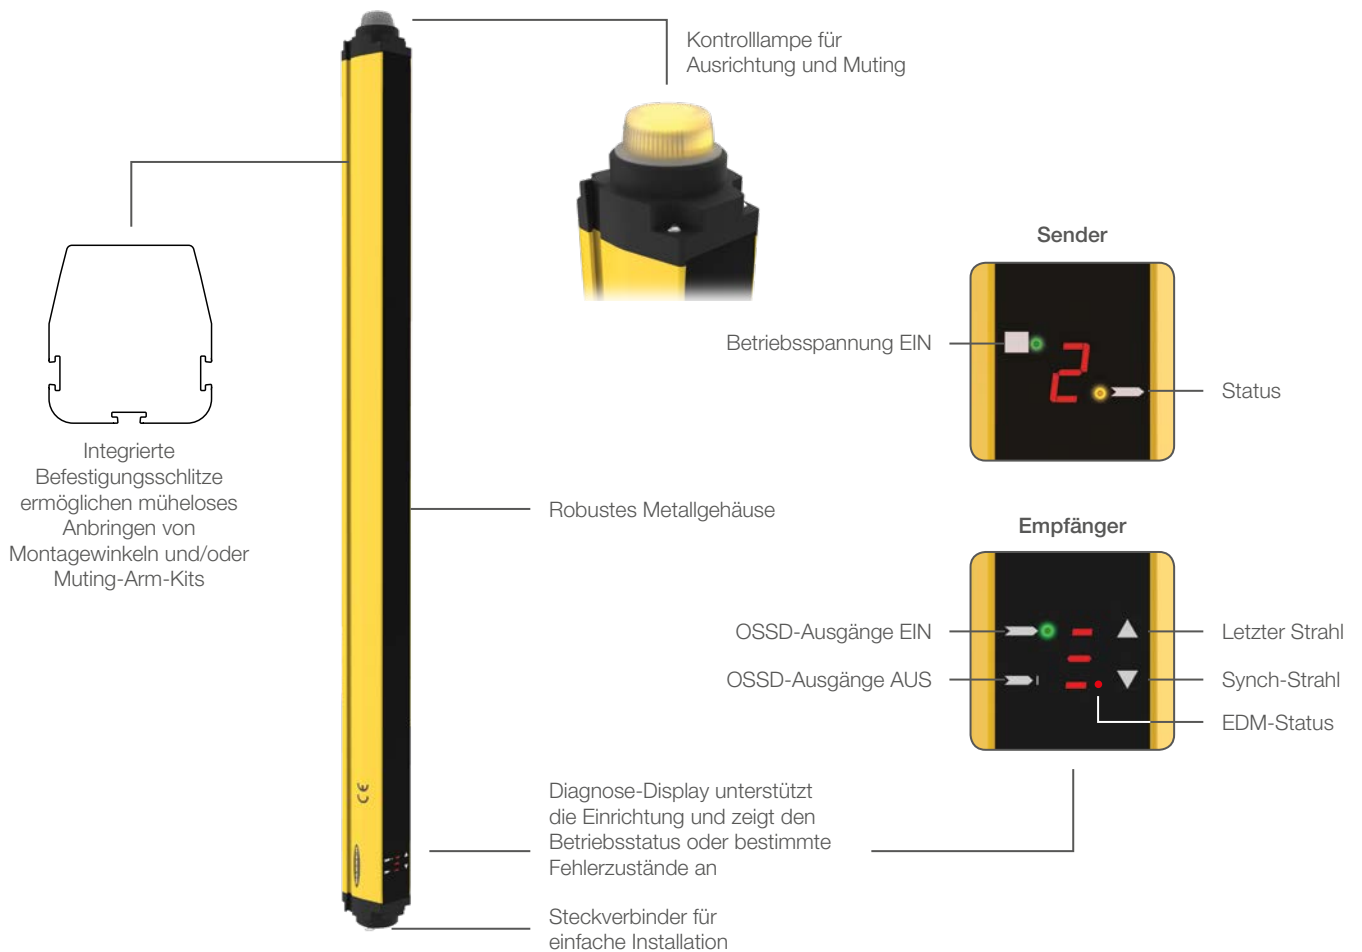 Kontrolllampe für
Ausrichtung und Muting
Sender
Betriebsspannung EIN
2
Status
Integrierte
Befestigungsschlitze
ermöglichen müheloses
Anbringen von
Montagewinkeln und/oder
Muting-Arm-Kits
Robustes Metallgehäuse
Empfänger
OSSD-Ausgänge EIN
Letzter Strahl
OSSD-Ausgänge AUS
Synch-Strahl
EDM-Status
CE
Diagnose-Display unterstützt
die Einrichtung und zeigt den
Betriebsstatus oder bestimmte
Fehlerzustände an
Steckverbinder für
einfache Installation